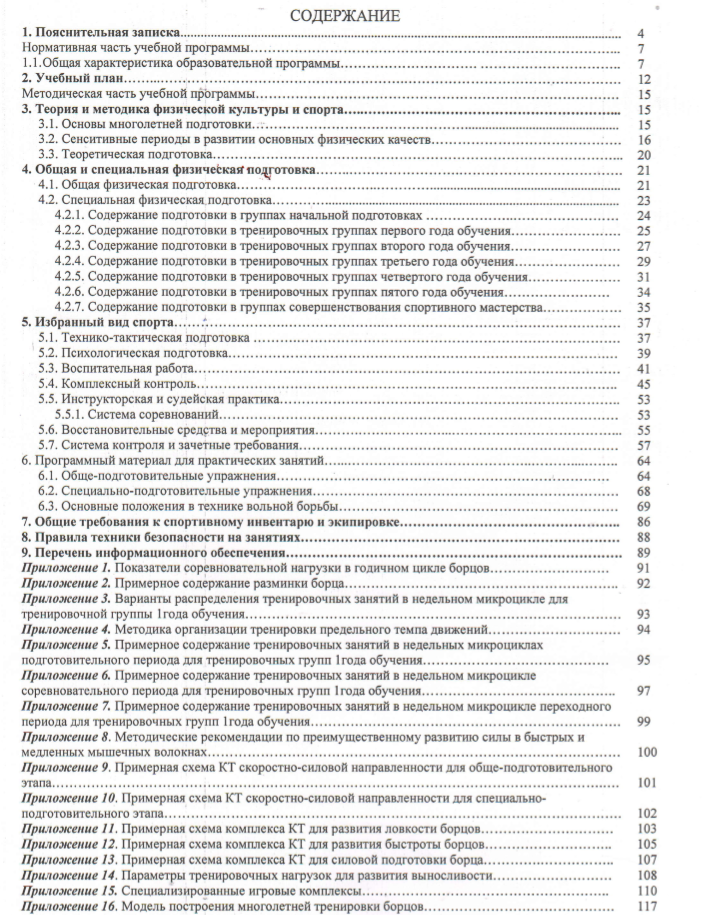 СОДЕРЖАНИЕ
1. Пояснительная записка 4
Нормативная часть учебной программы 7
1.1.Общая характеристика образовательной программы 7
2. Учебный план 12
Методическая часть учебной программы 15
3. Теория и методика физической культуры и спорта 15
3.1. Основы многолетней подготовки 15
3.2. Сенситивные периоды в развитии основных физических качеств 16
3.3. Теоретическая подготовка 20
4. Общая и специальная физическая подготовка 21
4.1. Общая физическая подготовка 21
4.2. Специальная физическая подготовка 23
4.2.1. Содержание подготовки в группах начальной подготовках 24
4.2.2. Содержание подготовки в тренировочных группах первого года обучения 25
4.2.3. Содержание подготовки в тренировочных группах второго года обучения 27
4.2.4. Содержание подготовки в тренировочных группах третьего года обучения 29
4.2.5. Содержание подготовки в тренировочных группах четвертого года обучения 31
4.2.6. Содержание подготовки в тренировочных группах пятого года обучения 34
4.2.7. Содержание подготовки в группах совершенствования спортивного мастерства 35
5. Избранный вид спорта 37
5.1. Технико-тактическая подготовка 37
5.2. Психологическая подготовка 39
5.3. Воспитательная работа 41
5.4. Комплексный контроль 45
5.5. Инструкторская и судейская практика 53
5.5.1. Система соревнований 53
5.6. Восстановительные средства и мероприятия 55
5.7. Система контроля и зачетные требования 57
6. Программный материал для практических занятий 64
6.1. Обще-подготовительные упражнения 64
6.2. Специально-подготовительные упражнения 68
6.3. Основные положения в технике вольной борьбы 69
7. Общие требования к спортивному инвентарю и экипировке 86
8. Правила техники безопасности на занятиях 88
9. Перечень информационного обеспечения 89
Приложение 1. Показатели соревновательной нагрузки в годичном цикле борцов 91
Приложение 2. Примерное содержание разминки борца 92
Приложение 3. Варианты распределения тренировочных занятий в недельном микроцикле для
тренировочной группы 1года обучения 93
Приложение 4. Методика организации тренировки предельного темпа движений 94
Приложение 5. Примерное содержание тренировочных занятий в недельных микроциклах
подготовительного периода для тренировочных групп 1года обучения 95
Приложение 6. Примерное содержание тренировочных занятий в недельном микроцикле
соревновательного периода для тренировочных групп 1года обучения 97
Приложение 7. Примерное содержание тренировочных занятий в недельном микроцикле переходного
периода для тренировочных групп 1года обучения 99
Приложение 8. Методические рекомендации по преимущественному развитию силы в быстрых и
медленных мышечных волокнах 100
Приложение 9. Примерная схема КТ скоростно-силовой направленности для обще-подготовительного
этапа 101
Приложение 10. Примерная схема КТ скоростно-силовой направленности для специально-
подготовительного этапа 102
Приложение 11. Примерная схема комплекса КТ для развития ловкости борцов 103
Приложение 12. Примерная схема комплекса КТ для развития быстроты борцов 105
Приложение 13. Примерная схема комплекса КТ для силовой подготовки борца 107
Приложение 14. Параметры тренировочных нагрузок для развития выносливости 108
Приложение 15. Специализированные игровые комплексы 110
Приложение 16. Модель построения многолетней тренировки борцов 117